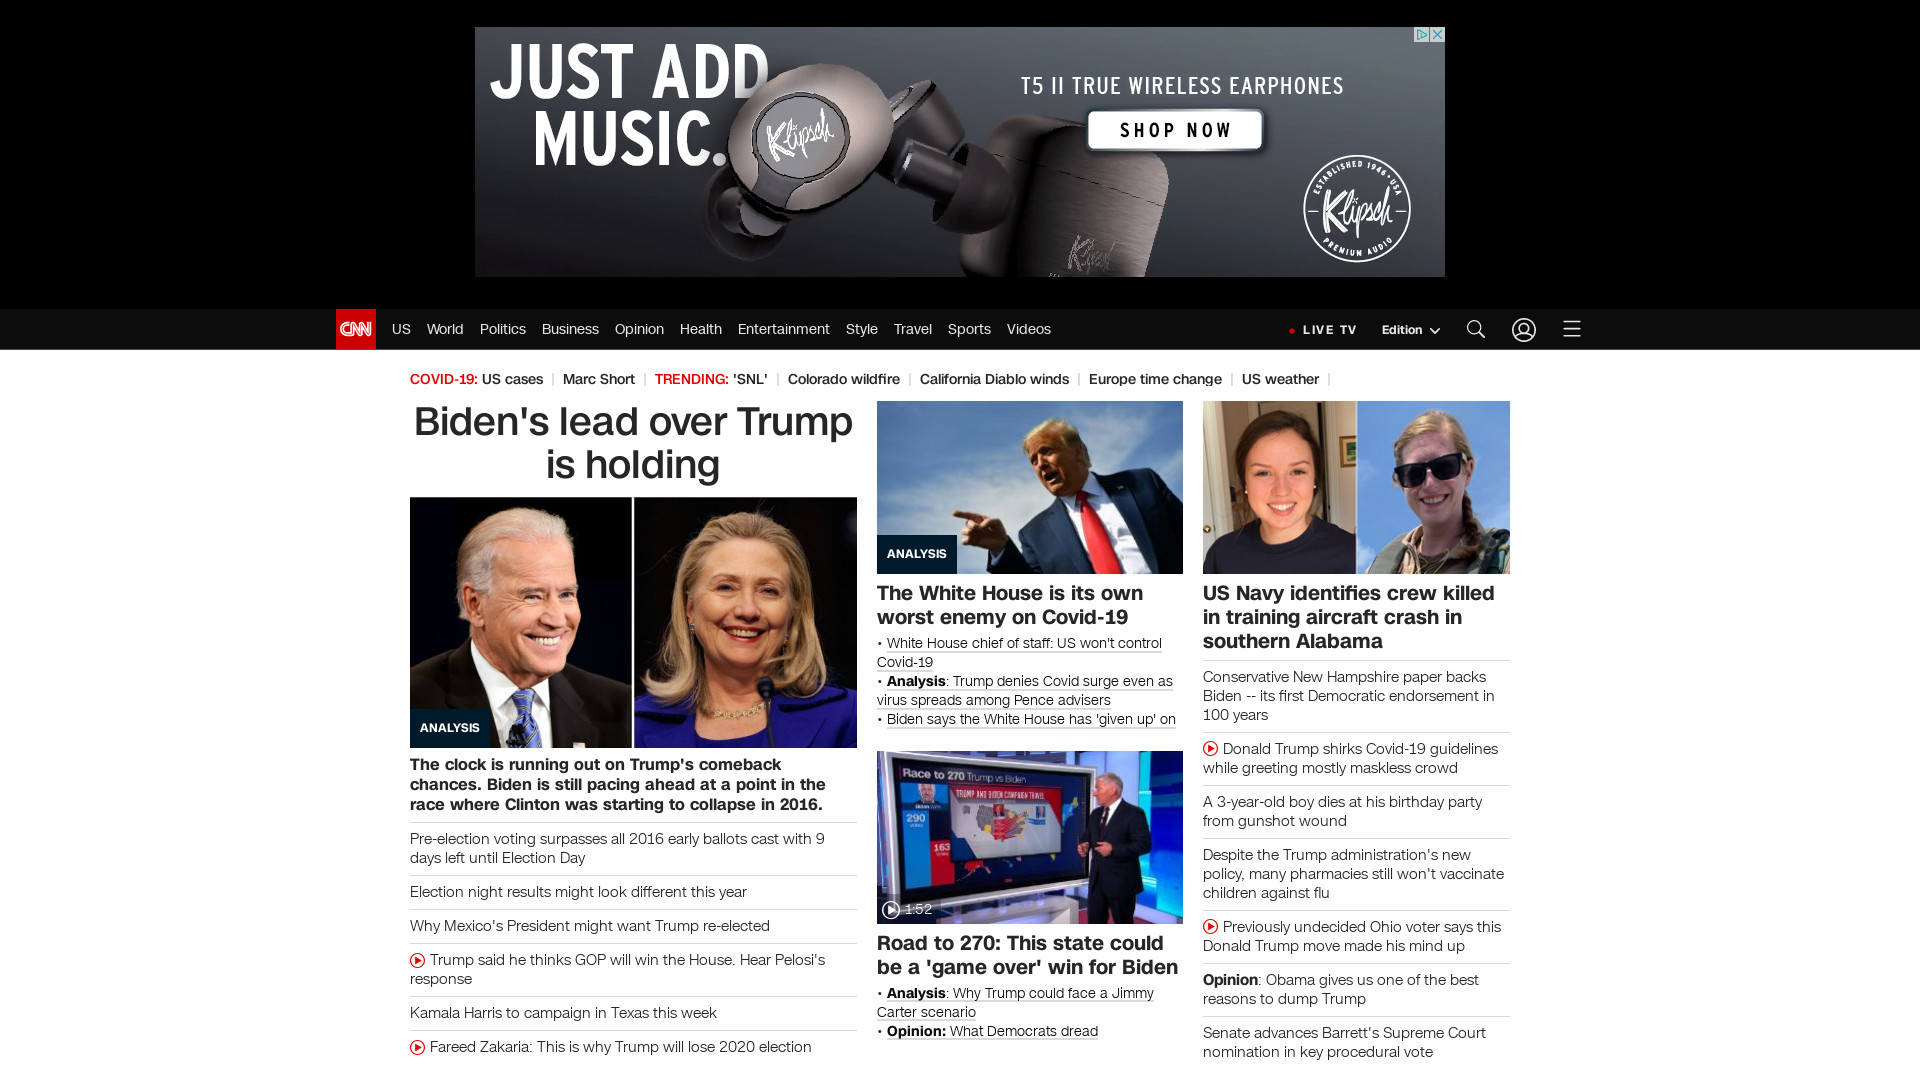 JUST ADD
MUSIC.
Klipsch
T5 II TRUE WIRELESS EARPHONES
SHOP NOW
ESTABLISHED 1946 • USA
Klipsch
PREMIUM AUDIO
Klipsch
CNN
US World Politics Business Opinion Health Entertainment Style Travel Sports Videos
LIVE TV Edition
COVID-19: US cases Marc Short TRENDING: 'SNL' Colorado wildfire California Diablo winds Europe time change US weather
Biden's lead over Trump
is holding
ANALYSIS
The clock is running out on Trump's comeback
chances. Biden is still pacing ahead at a point in the
race where Clinton was starting to collapse in 2016.
Pre-election voting surpasses all 2016 early ballots cast with 9
days left until Election Day
Election night results might look different this year
Why Mexico's President might want Trump re-elected
Trump said he thinks GOP will win the House. Hear Pelosi's
response
Kamala Harris to campaign in Texas this week
Fareed Zakaria: This is why Trump will lose 2020 election
ANALYSIS
The White House is its own
worst enemy on Covid-19
• White House chief of staff: US won't control
Covid-19
• Analysis: Trump denies Covid surge even as
virus spreads among Pence advisers
• Biden says the White House has 'given up' on
Race to 270 Trump vs Biden
TRUMP AND BIDEN CAMPAIGN TRAVEL
290
163
1:52
Road to 270: This state could
be a 'game over' win for Biden
• Analysis: Why Trump could face a Jimmy
Carter scenario
• Opinion: What Democrats dread
US Navy identifies crew killed
in training aircraft crash in
southern Alabama
Conservative New Hampshire paper backs
Biden -- its first Democratic endorsement in
100 years
Donald Trump shirks Covid-19 guidelines
while greeting mostly maskless crowd
A 3-year-old boy dies at his birthday party
from gunshot wound
Despite the Trump administration's new
policy, many pharmacies still won't vaccinate
children against flu
Previously undecided Ohio voter says this
Donald Trump move made his mind up
Opinion: Obama gives us one of the best
reasons to dump Trump
Senate advances Barrett's Supreme Court
nomination in key procedural vote